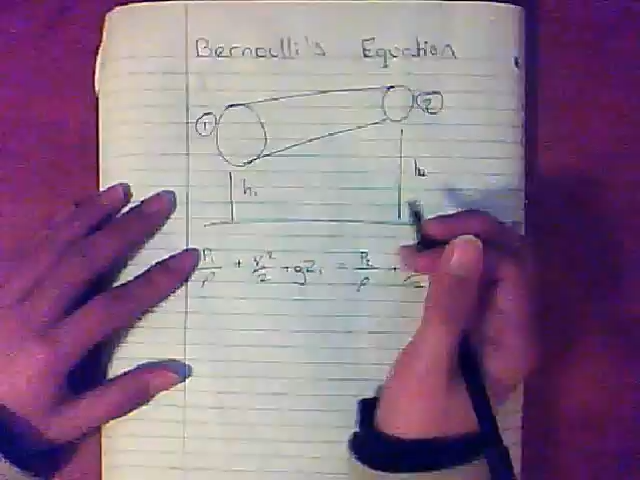 Bernoulli's Equation
① ②
h₁ h₂
P₁/ρ + V₁²/2 + gZ₁ = P₂/ρ +